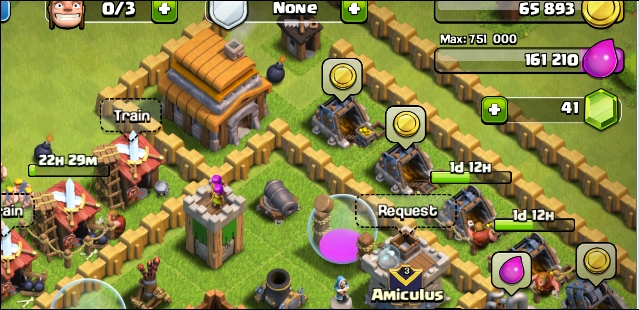 0/3
None
65 893
Max: 751 000
161 210
41
Train
22H 29M
1d 12H
rain
Request
1d 12H
3
Amiculus